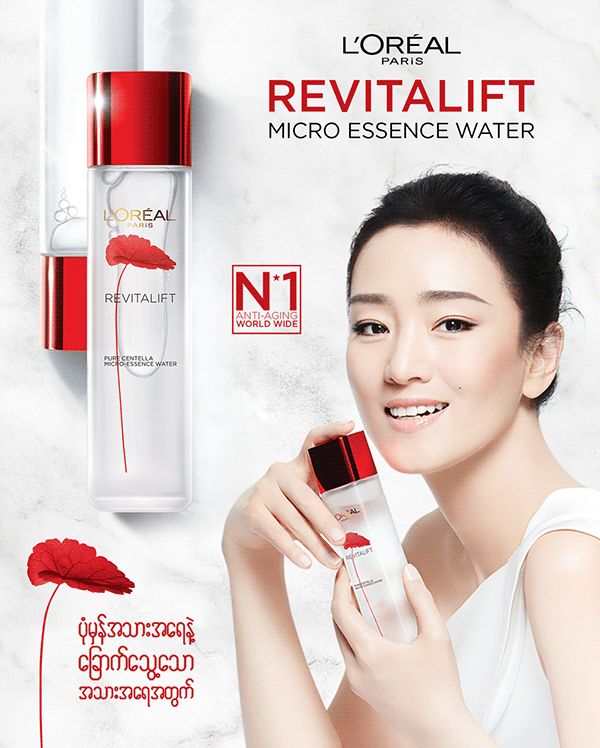 L'ORÉAL
PARIS
REVITALIFT
MICRO ESSENCE WATER
L'ORÉAL
PARIS
REVITALIFT
PURE CENTELLA
MICRO-ESSENCE WATER
N*1
ANTI-AGING
WORLD WIDE
L'ORÉAL
REVITALIFT
ပုံမှန်အသားအရေနဲ့
ခြောက်သွေ့သော
အသားအရေအတွက်